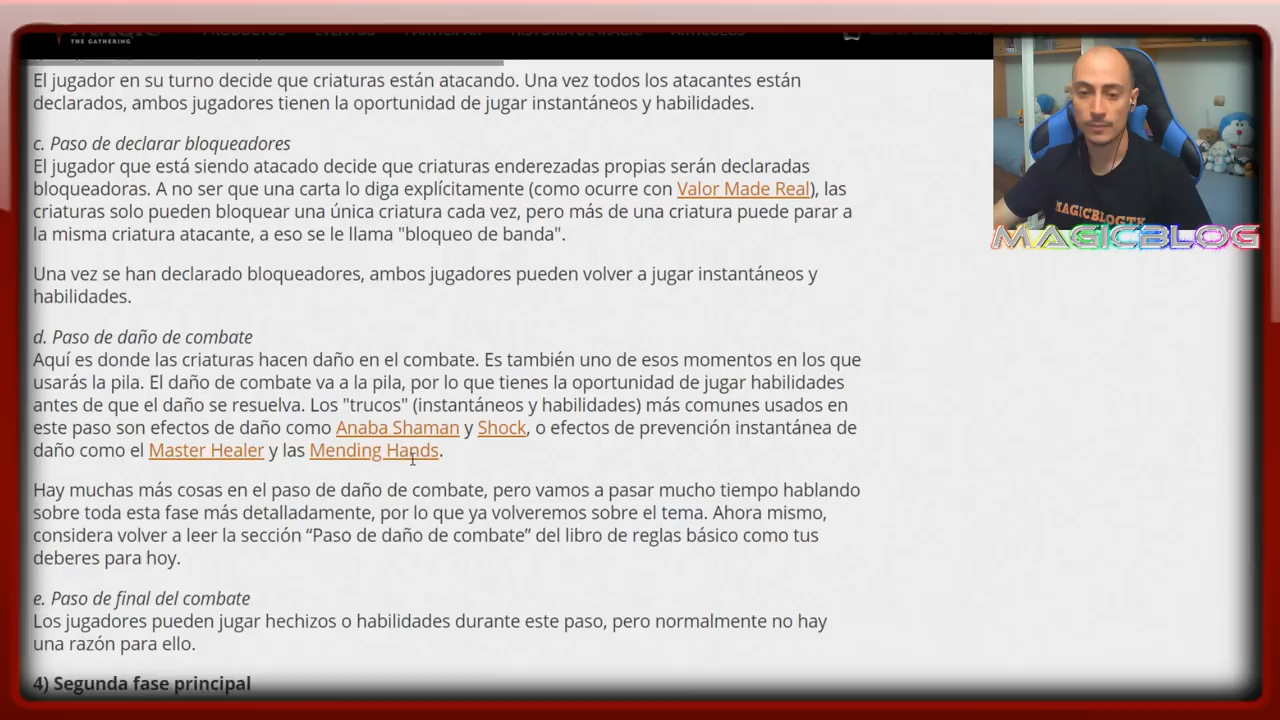 THE GATHERING
El jugador en su turno decide que criaturas están atacando. Una vez todos los atacantes están
declarados, ambos jugadores tienen la oportunidad de jugar instantáneos y habilidades.
c. Paso de declarar bloqueadores
El jugador que está siendo atacado decide que criaturas enderezadas propias serán declaradas
bloqueadoras. A no ser que una carta lo diga explícitamente (como ocurre con Valor Made Real), las
criaturas solo pueden bloquear una única criatura cada vez, pero más de una criatura puede parar a
la misma criatura atacante, a eso se le llama "bloqueo de banda".
Una vez se han declarado bloqueadores, ambos jugadores pueden volver a jugar instantáneos y
habilidades.
d. Paso de daño de combate
Aquí es donde las criaturas hacen daño en el combate. Es también uno de esos momentos en los que
usarás la pila. El daño de combate va a la pila, por lo que tienes la oportunidad de jugar habilidades
antes de que el daño se resuelva. Los "trucos" (instantáneos y habilidades) más comunes usados en
este paso son efectos de daño como Anaba Shaman y Shock, o efectos de prevención instantánea de
daño como el Master Healer y las Mending Hands.
Hay muchas más cosas en el paso de daño de combate, pero vamos a pasar mucho tiempo hablando
sobre toda esta fase más detalladamente, por lo que ya volveremos sobre el tema. Ahora mismo,
considera volver a leer la sección “Paso de daño de combate” del libro de reglas básico como tus
deberes para hoy.
e. Paso de final del combate
Los jugadores pueden jugar hechizos o habilidades durante este paso, pero normalmente no hay
una razón para ello.
4) Segunda fase principal
MAGICBLOGTK
MAGICBLOG